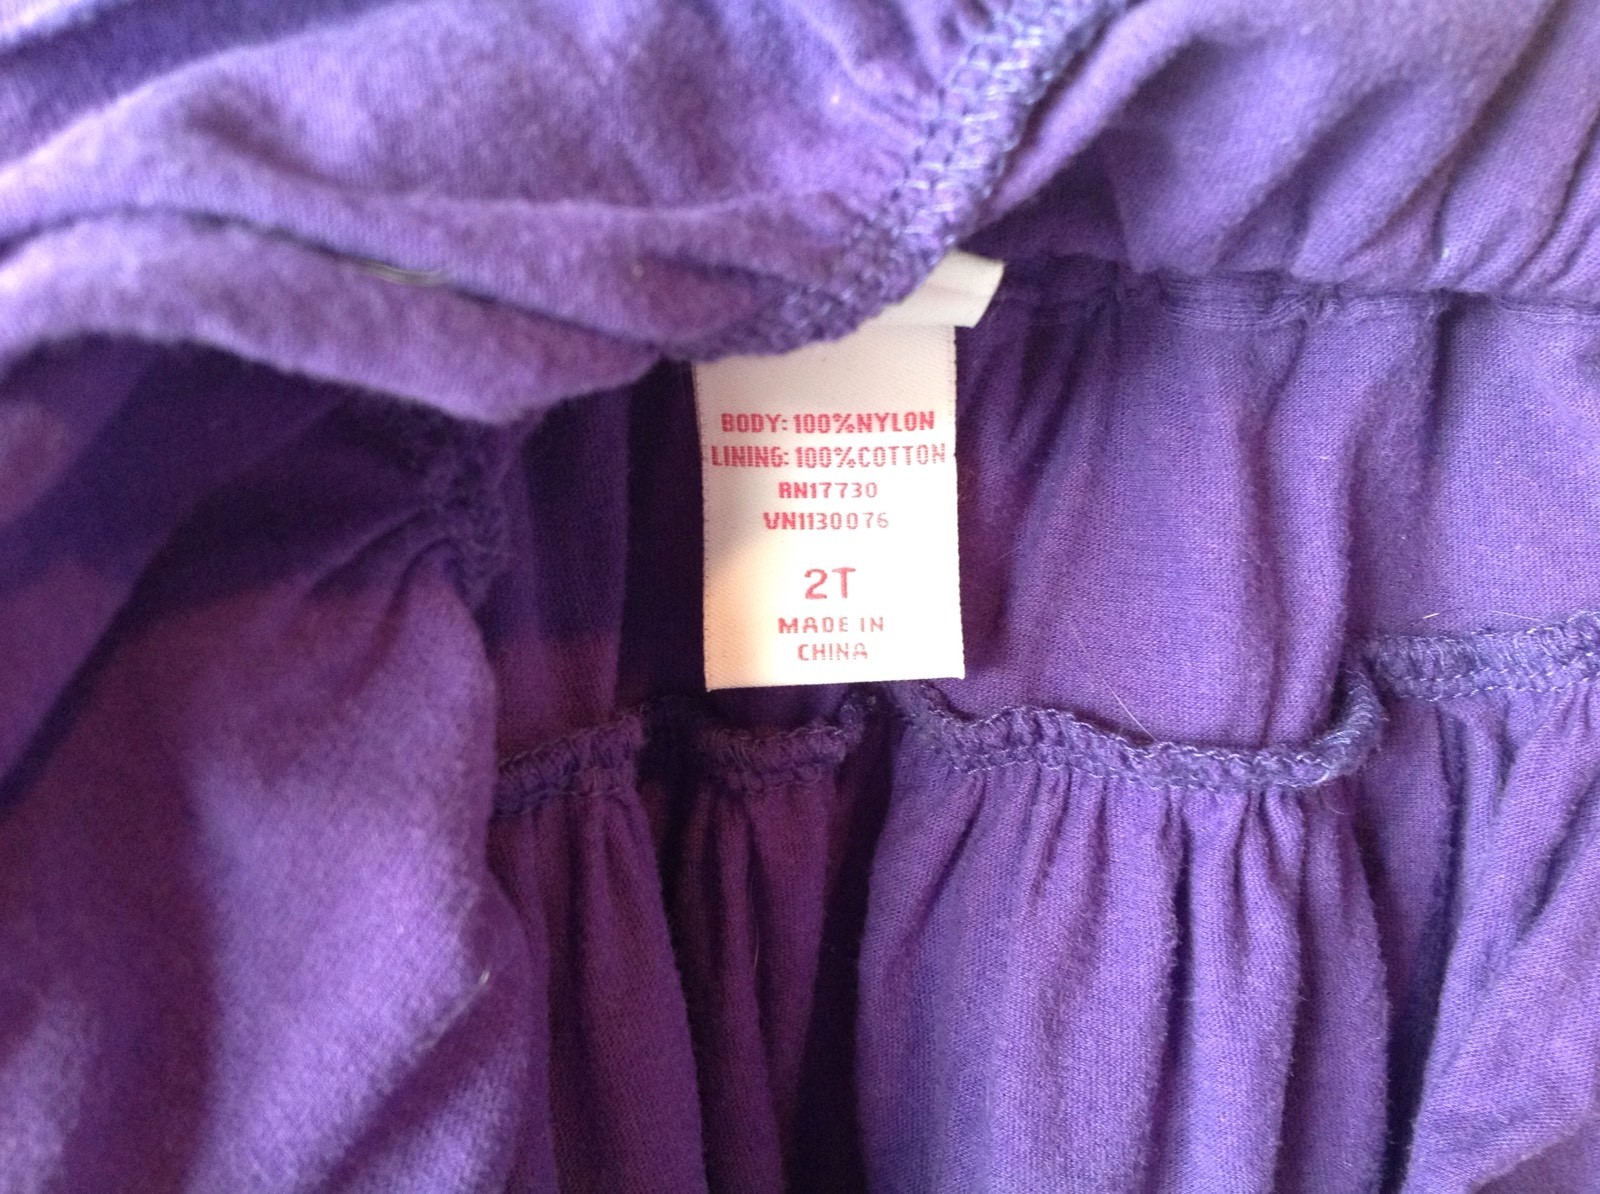 BODY: 100%NYLON
LINING: 100%COTTON
RN17730
VN1130076
2T
MADE IN
CHINA